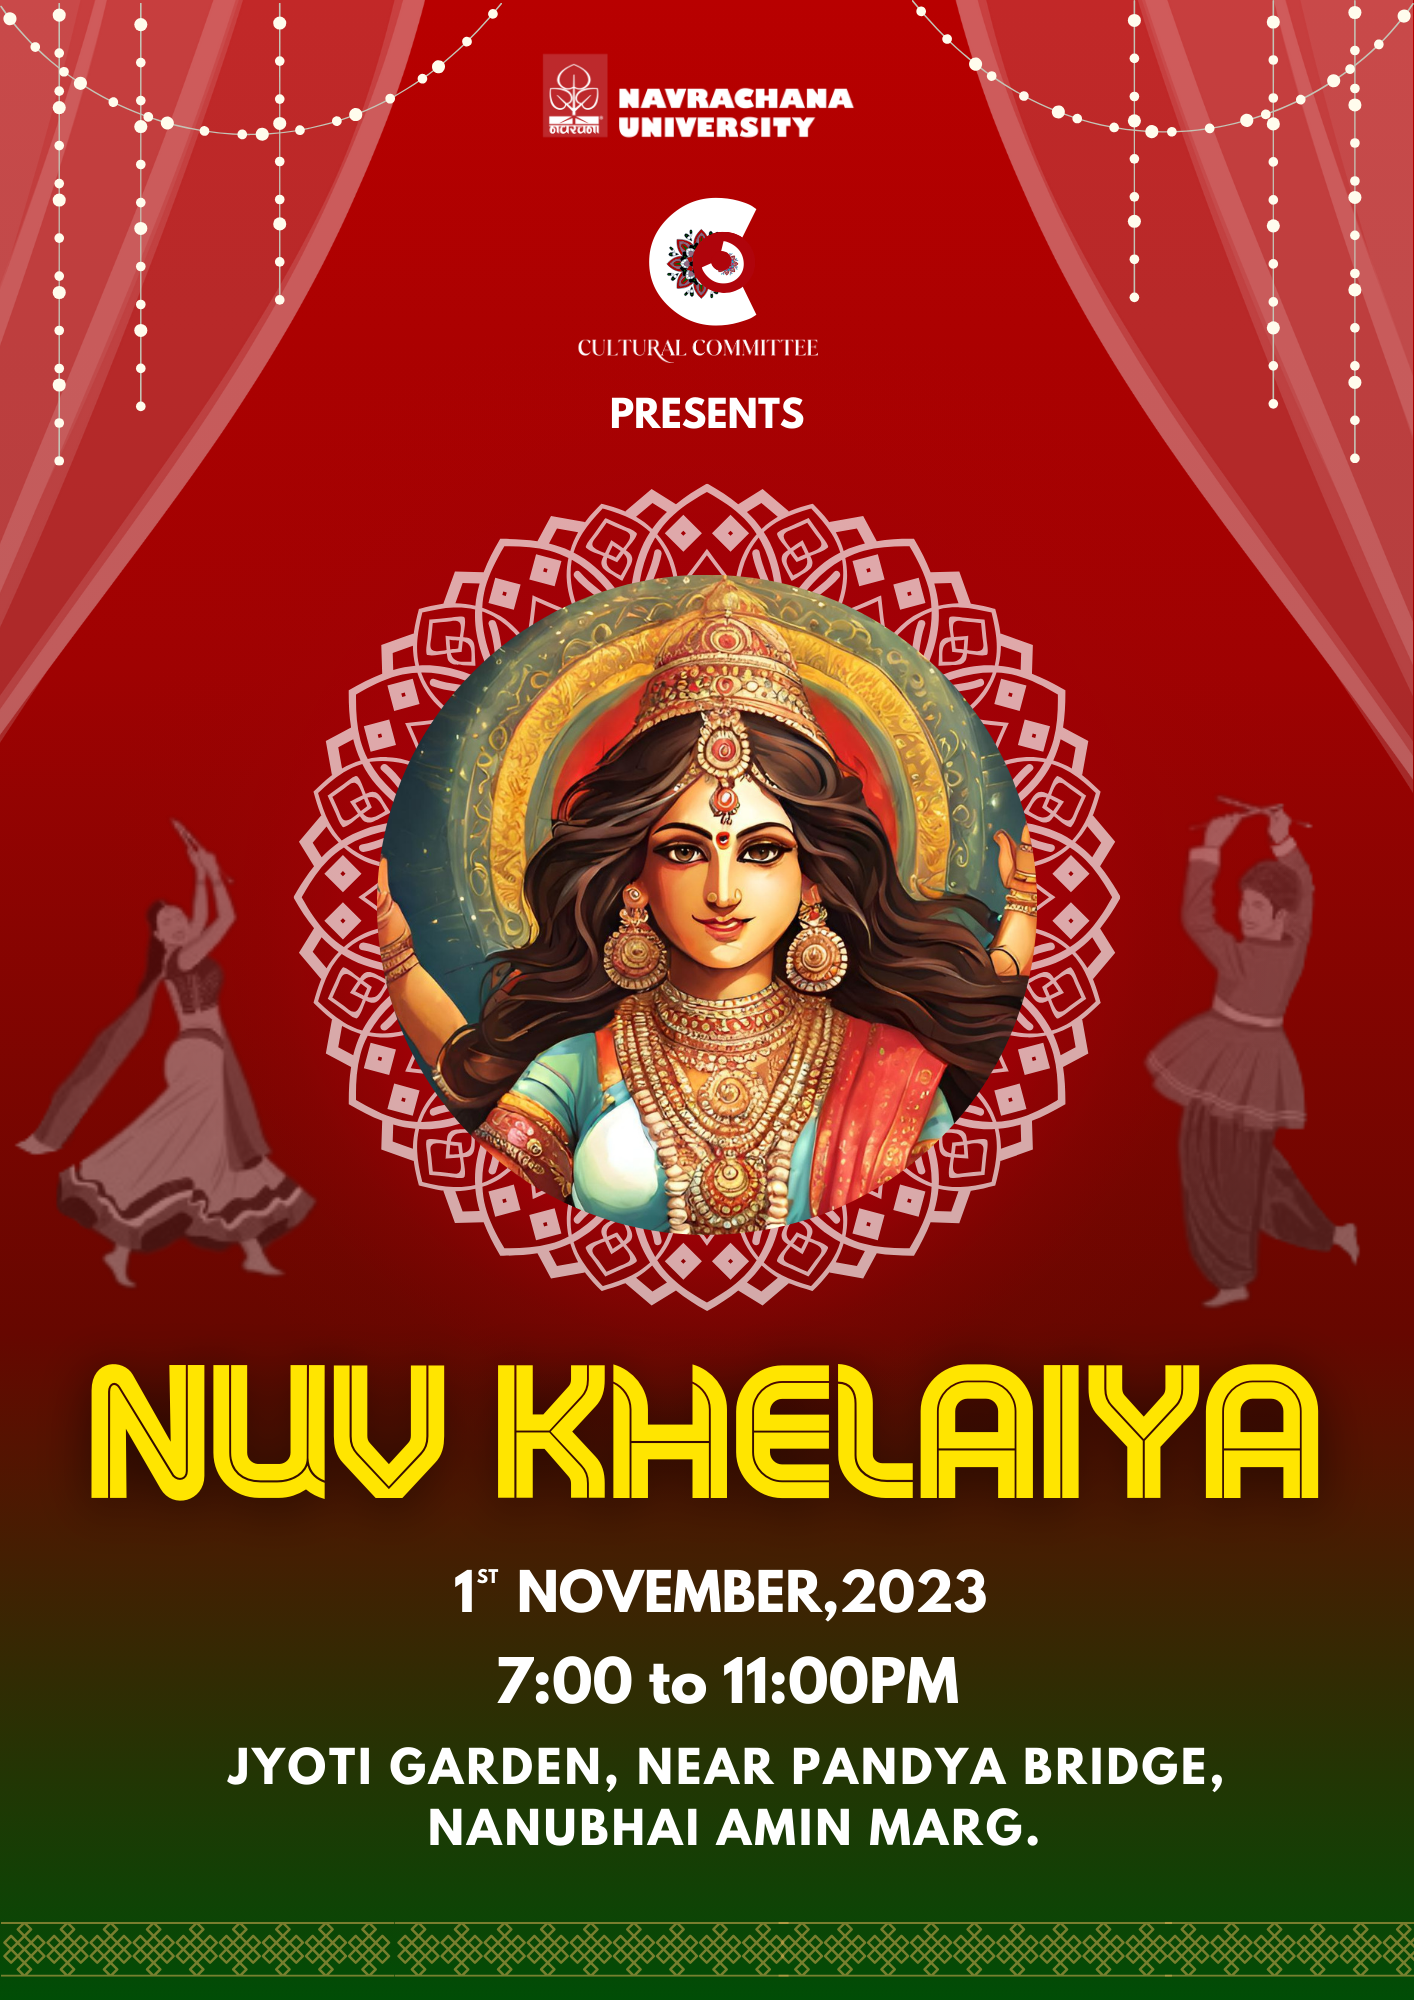 નવરચના
NAVRACHANA
UNIVERSITY
CULTURAL COMMITTEE
PRESENTS
NUV KHELAIYA
1ST NOVEMBER,2023
7:00 to 11:00PM
JYOTI GARDEN, NEAR PANDYA BRIDGE,
NANUBHAI AMIN MARG.